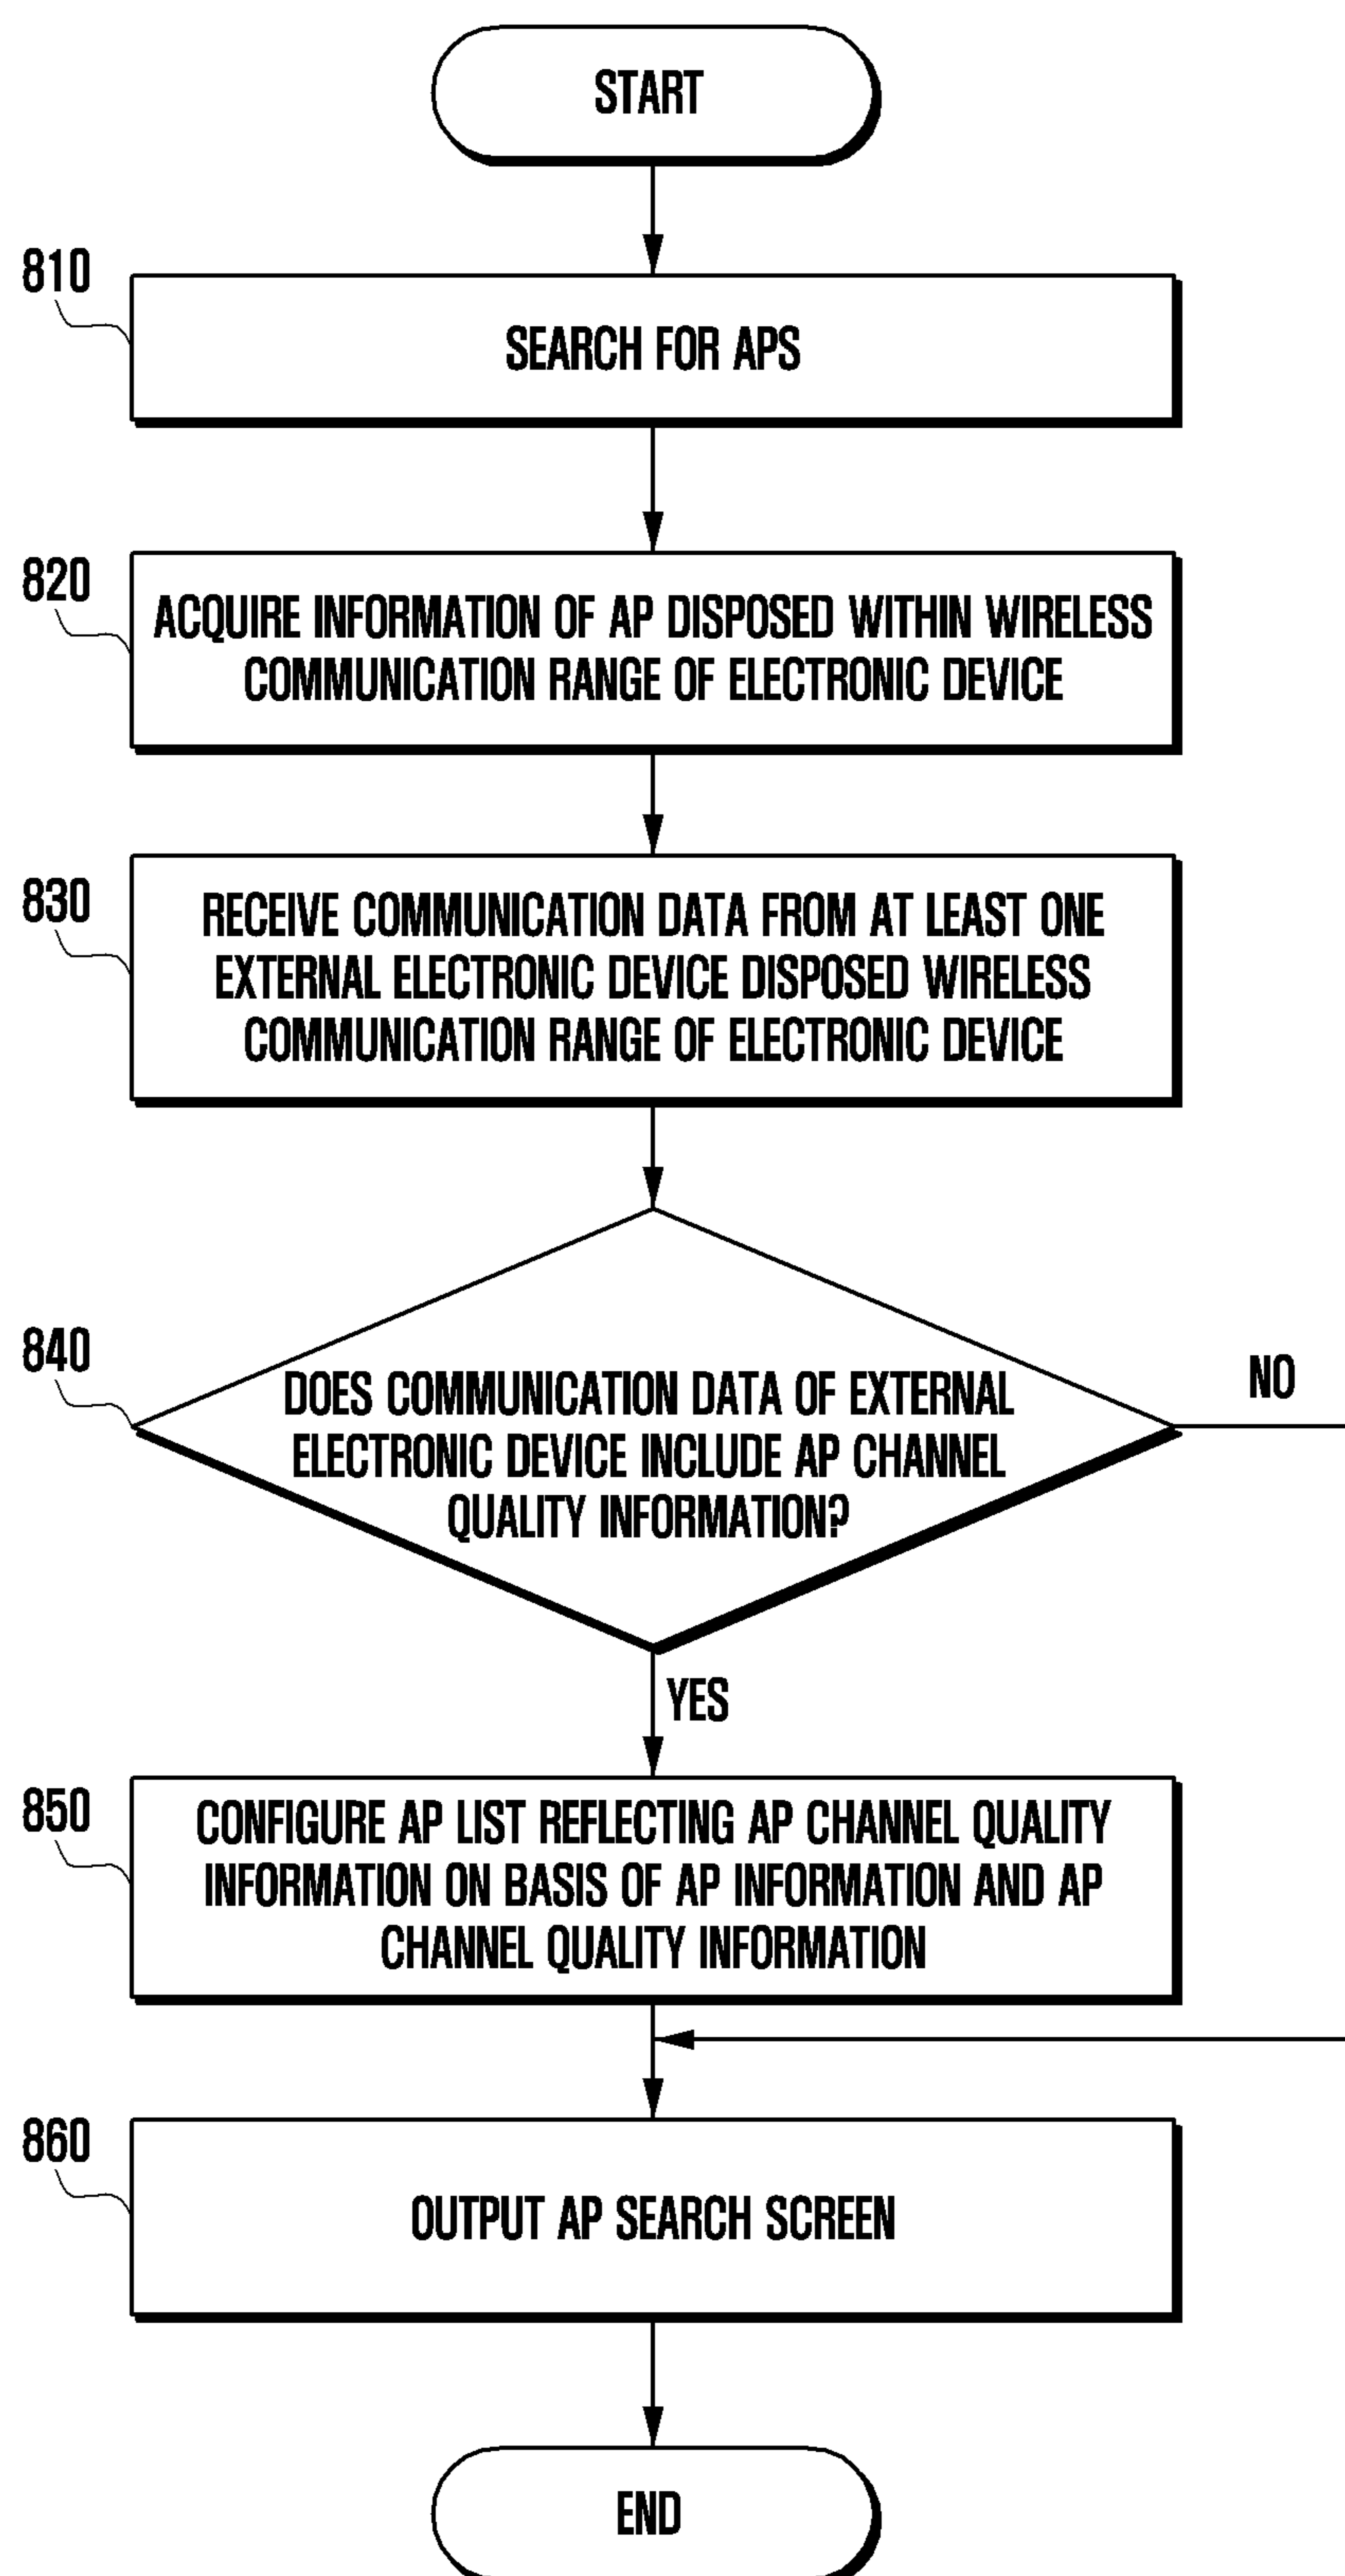 START
810
SEARCH FOR APS
820
ACQUIRE INFORMATION OF AP DISPOSED WITHIN WIRELESS
COMMUNICATION RANGE OF ELECTRONIC DEVICE
830
RECEIVE COMMUNICATION DATA FROM AT LEAST ONE
EXTERNAL ELECTRONIC DEVICE DISPOSED WIRELESS
COMMUNICATION RANGE OF ELECTRONIC DEVICE
840
DOES COMMUNICATION DATA OF EXTERNAL
ELECTRONIC DEVICE INCLUDE AP CHANNEL
QUALITY INFORMATION?
NO
YES
850
CONFIGURE AP LIST REFLECTING AP CHANNEL QUALITY
INFORMATION ON BASIS OF AP INFORMATION AND AP
CHANNEL QUALITY INFORMATION
860
OUTPUT AP SEARCH SCREEN
END